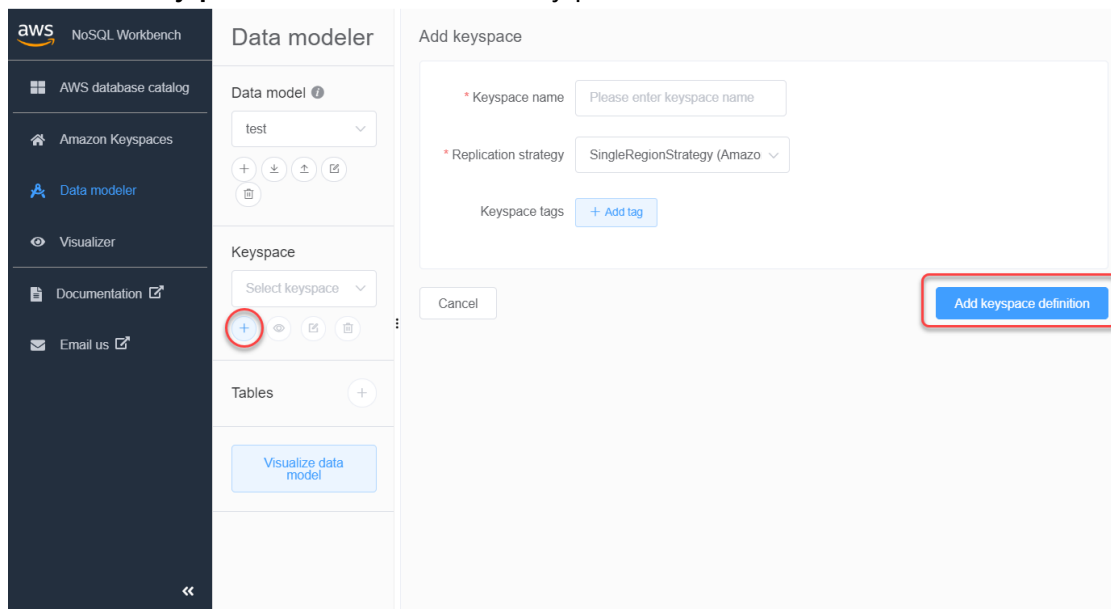 aws NoSQL Workbench
AWS database catalog
Amazon Keyspaces
Data modeler
Visualizer
Documentation
Email us
Data modeler
Data model
test
Keyspace
Select keyspace
Tables
+
Visualize data
model
Add keyspace
* Keyspace name Please enter keyspace name
* Replication strategy SingleRegionStrategy (Amazo
Keyspace tags + Add tag
Cancel
Add keyspace definition